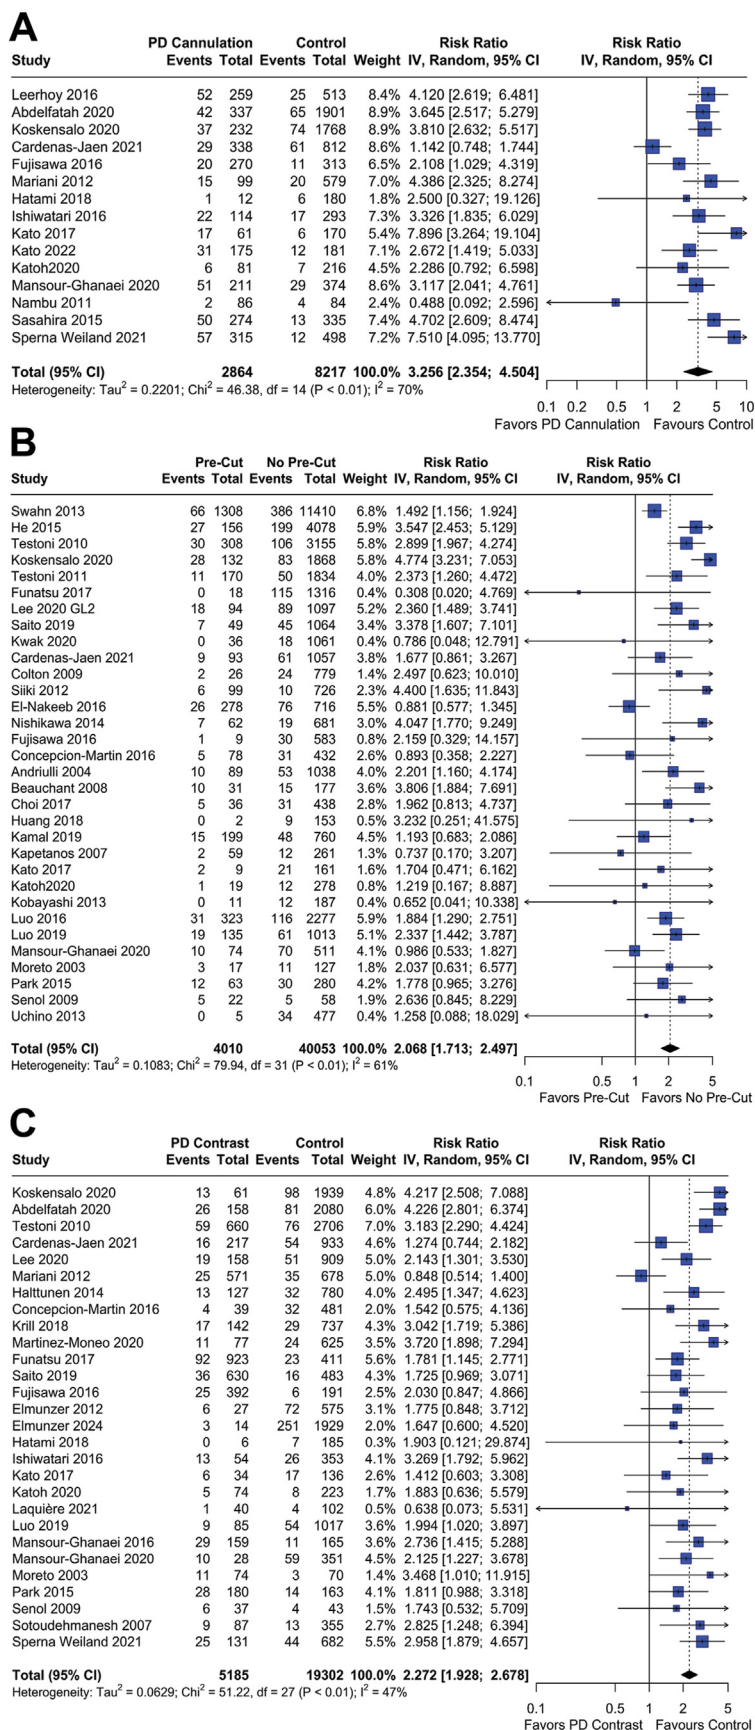 A
PD Cannulation Control Risk Ratio Risk Ratio
Study Events Total Events Total Weight IV, Random, 95% CI IV, Random, 95% CI
Leerhoy 2016 52 259 25 513 8.4% 4.120 [2.619; 6.481]
Abdelfatah 2020 42 337 65 1901 8.9% 3.645 [2.517; 5.279]
Koskensalo 2020 37 232 74 1768 8.9% 3.810 [2.632; 5.517]
Cardenas-Jaen 2021 29 338 61 812 8.6% 1.142 [0.748; 1.744]
Fujisawa 2016 20 270 11 313 6.5% 2.108 [1.029; 4.319]
Mariani 2012 15 99 20 579 7.0% 4.386 [2.325; 8.274]
Hatami 2018 1 12 6 180 1.8% 2.500 [0.327; 19.126]
Ishiwatari 2016 22 114 17 293 7.3% 3.326 [1.835; 6.029]
Kato 2017 17 61 6 170 5.4% 7.896 [3.264; 19.104]
Kato 2022 31 175 12 181 7.1% 2.672 [1.419; 5.033]
Katoh2020 6 81 7 216 4.5% 2.286 [0.792; 6.598]
Mansour-Ghanaei 2020 51 211 29 374 8.6% 3.117 [2.041; 4.761]
Nambu 2011 2 86 4 84 2.4% 0.488 [0.092; 2.596]
Sasahira 2015 50 274 13 335 7.4% 4.702 [2.609; 8.474]
Sperna Weiland 2021 57 315 12 498 7.2% 7.510 [4.095; 13.770]
Total (95% CI) 2864 8217 100.0% 3.256 [2.354; 4.504]
Heterogeneity: Tau² = 0.2201; Chi² = 46.38, df = 14 (P < 0.01); I² = 70%
0.1 0.2 0.5 1 2 5 10
Favors PD Cannulation Favours Control
B
Pre-Cut No Pre-Cut Risk Ratio Risk Ratio
Study Events Total Events Total Weight IV, Random, 95% CI IV, Random, 95% CI
Swahn 2013 66 1308 386 11410 6.8% 1.492 [1.156; 1.924]
He 2015 27 156 199 4078 5.9% 3.547 [2.453; 5.129]
Testoni 2010 30 308 106 3155 5.8% 2.899 [1.967; 4.274]
Koskensalo 2020 28 132 83 1868 5.8% 4.774 [3.231; 7.053]
Testoni 2011 11 170 50 1834 4.0% 2.373 [1.260; 4.472]
Funatsu 2017 0 18 115 1316 0.4% 0.308 [0.020; 4.769]
Lee 2020 GL2 18 94 89 1097 5.0% 2.360 [1.489; 3.741]
Saito 2019 7 49 45 1064 3.4% 3.378 [1.607; 7.101]
Kwak 2020 0 36 18 1061 0.4% 0.786 [0.048; 12.791]
Cardenas-Jaen 2021 9 93 61 1057 3.8% 1.677 [0.861; 3.267]
Colton 2009 2 26 24 779 1.4% 2.497 [0.623; 10.010]
Siiki 2012 6 99 10 726 2.3% 4.400 [1.635; 11.843]
El-Nakeeb 2016 26 278 76 716 5.3% 0.881 [0.577; 1.345]
Nishikawa 2014 7 62 19 681 3.0% 4.047 [1.770; 9.249]
Fujisawa 2016 1 9 30 583 0.8% 2.159 [0.329; 14.157]
Concepcion-Martin 2016 5 78 31 432 2.6% 0.893 [0.358; 2.227]
Andriulli 2004 10 89 53 1038 4.0% 2.201 [1.160; 4.174]
Beauchant 2008 10 31 15 177 3.6% 3.806 [1.884; 7.691]
Choi 2017 5 36 31 438 2.8% 1.962 [0.813; 4.737]
Huang 2018 0 2 9 153 0.5% 3.232 [0.251; 41.575]
Kamal 2019 15 199 48 760 4.4% 1.193 [0.683; 2.086]
Kapetanos 2007 2 59 12 261 1.3% 0.737 [0.170; 3.207]
Kato 2017 2 9 21 161 1.6% 1.704 [0.471; 6.162]
Katoh2020 1 19 12 278 0.8% 1.219 [0.167; 8.887]
Kobayashi 2013 0 11 12 187 0.4% 0.652 [0.041; 10.338]
Luo 2016 31 323 116 2277 5.9% 1.884 [1.290; 2.751]
Luo 2019 19 135 61 1013 4.9% 2.337 [1.442; 3.787]
Mansour-Ghanaei 2020 10 74 70 511 4.1% 0.986 [0.533; 1.827]
Moreto 2003 3 17 11 127 1.8% 2.037 [0.631; 6.577]
Park 2015 12 63 30 280 4.2% 1.778 [0.965; 3.276]
Senol 2009 5 22 5 58 1.9% 2.636 [0.845; 8.229]
Uchino 2013 0 5 34 477 0.4% 1.258 [0.088; 18.029]
Total (95% CI) 4010 40053 100.0% 2.068 [1.713; 2.497]
Heterogeneity: Tau² = 0.1083; Chi² = 79.94, df = 31 (P < 0.01); I² = 61%
0.1 0.5 1 2 5
Favors Pre-Cut Favors No Pre-Cut
C
PD Contrast Control Risk Ratio Risk Ratio
Study Events Total Events Total Weight IV, Random, 95% CI IV, Random, 95% CI
Koskensalo 2020 13 61 98 1939 4.8% 4.217 [2.508; 7.088]
Abdelfatah 2020 26 158 81 2080 6.0% 4.226 [2.801; 6.374]
Testoni 2010 59 660 76 2706 7.0% 3.183 [2.290; 4.424]
Cardenas-Jaen 2021 16 217 54 933 4.6% 1.274 [0.744; 2.182]
Lee 2020 19 158 51 909 5.0% 2.143 [1.301; 3.530]
Mariani 2012 25 571 35 678 5.0% 0.848 [0.514; 1.400]
Halttunen 2014 13 127 32 780 4.0% 2.495 [1.347; 4.623]
Concepcion-Martin 2016 4 39 32 481 2.0% 1.542 [0.575; 4.136]
Krill 2018 17 142 29 737 4.3% 3.042 [1.719; 5.386]
Martinez-Moneo 2020 11 77 24 625 3.5% 3.720 [1.898; 7.294]
Funatsu 2017 92 923 23 411 5.6% 1.781 [1.145; 2.771]
Saito 2019 36 630 16 483 4.2% 1.725 [0.969; 3.071]
Fujisawa 2016 25 392 6 191 2.5% 2.030 [0.847; 4.866]
Elmunzer 2012 6 27 72 575 3.1% 1.775 [0.848; 3.712]
Elmunzer 2024 3 14 251 1929 2.0% 1.647 [0.600; 4.520]
Hatami 2018 0 6 7 185 0.3% 1.903 [0.121; 29.874]
Ishiwatari 2016 13 54 26 353 4.1% 3.269 [1.792; 5.962]
Kato 2017 6 34 17 136 2.6% 1.412 [0.603; 3.308]
Katoh 2020 5 74 8 223 1.7% 1.883 [0.636; 5.579]
Laquière 2021 1 40 4 102 0.5% 0.638 [0.073; 5.531]
Luo 2019 9 85 54 1017 3.6% 1.994 [1.020; 3.897]
Mansour-Ghanaei 2016 29 159 11 165 3.6% 2.736 [1.415; 5.288]
Mansour-Ghanaei 2020 10 28 59 351 4.5% 2.125 [1.227; 3.678]
Moreto 2003 11 74 3 70 1.4% 3.468 [1.010; 11.915]
Park 2015 28 180 14 163 4.1% 1.811 [0.988; 3.318]
Senol 2009 6 37 4 43 1.5% 1.743 [0.532; 5.709]
Sotoudehmanesh 2007 9 87 13 355 2.7% 2.825 [1.248; 6.394]
Sperna Weiland 2021 25 131 44 682 5.5% 2.958 [1.879; 4.657]
Total (95% CI) 5185 19302 100.0% 2.272 [1.928; 2.678]
Heterogeneity: Tau² = 0.0629; Chi² = 51.22, df = 27 (P < 0.01); I² = 47%
0.1 0.5 1 2 5
Favors PD Contrast Favours Control